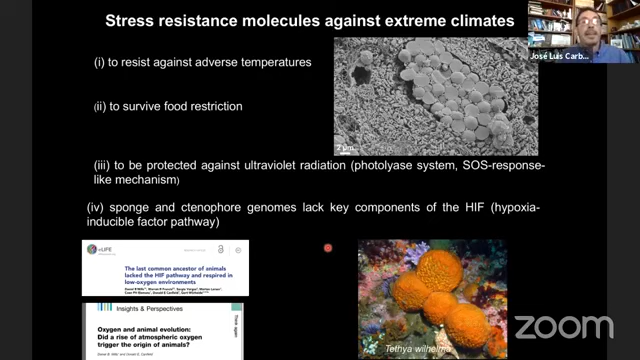 Stress resistance molecules against extreme climates
José Luis Carb...
(i) to resist against adverse temperatures
(ii) to survive food restriction
2 µm
(iii) to be protected against ultraviolet radiation (photolyase system, SOS-response-
like mechanism)
(iv) sponge and ctenophore genomes lack key components of the HIF (hypoxia-
inducible factor pathway)
eLIFE
The last common ancestor of animals
lacked the HIF pathway and respired in
low-oxygen environments
Insights & Perspectives
Think again
Oxygen and animal evolution:
Did a rise of atmospheric oxygen
trigger the origin of animals?
Tethya wilhelma
zoom